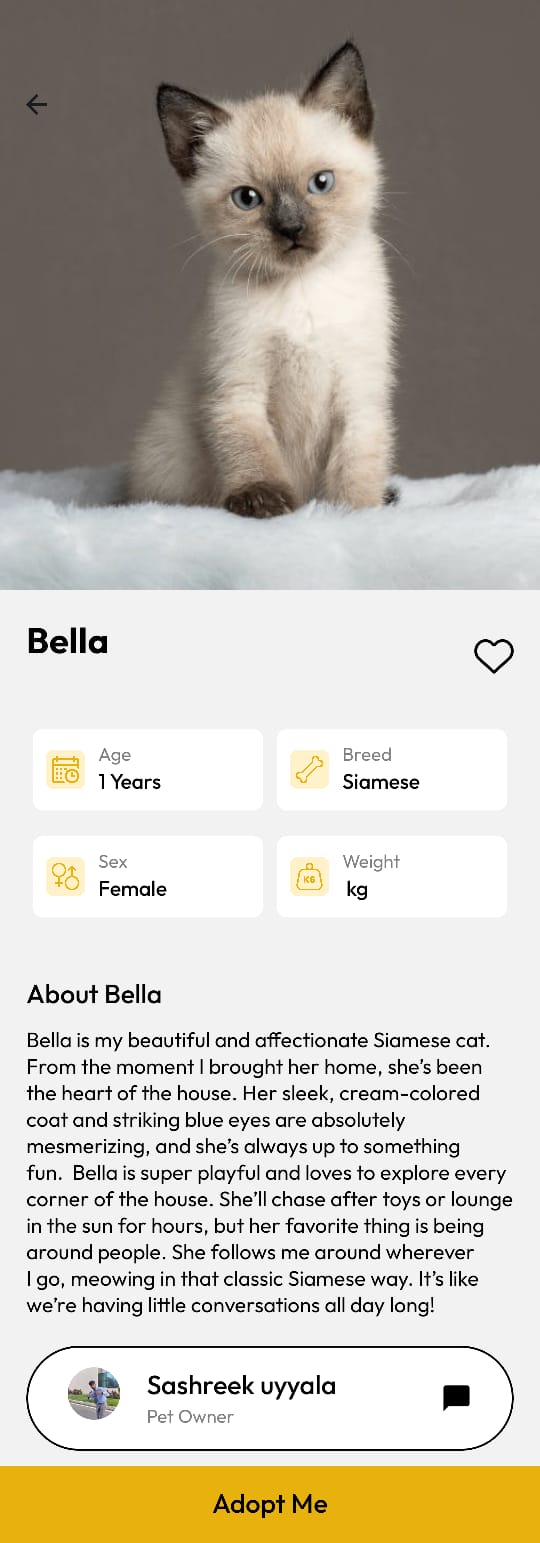 Bella
Age
1 Years
Breed
Siamese
Sex
Female
KG
Weight
kg
About Bella
Bella is my beautiful and affectionate Siamese cat.
From the moment I brought her home, she's been
the heart of the house. Her sleek, cream-colored
coat and striking blue eyes are absolutely
mesmerizing, and she's always up to something
fun.  Bella is super playful and loves to explore every
corner of the house. She'll chase after toys or lounge
in the sun for hours, but her favorite thing is being
around people. She follows me around wherever
I go, meowing in that classic Siamese way. It's like
we're having little conversations all day long!
Sashreek uyyala
Pet Owner
Adopt Me